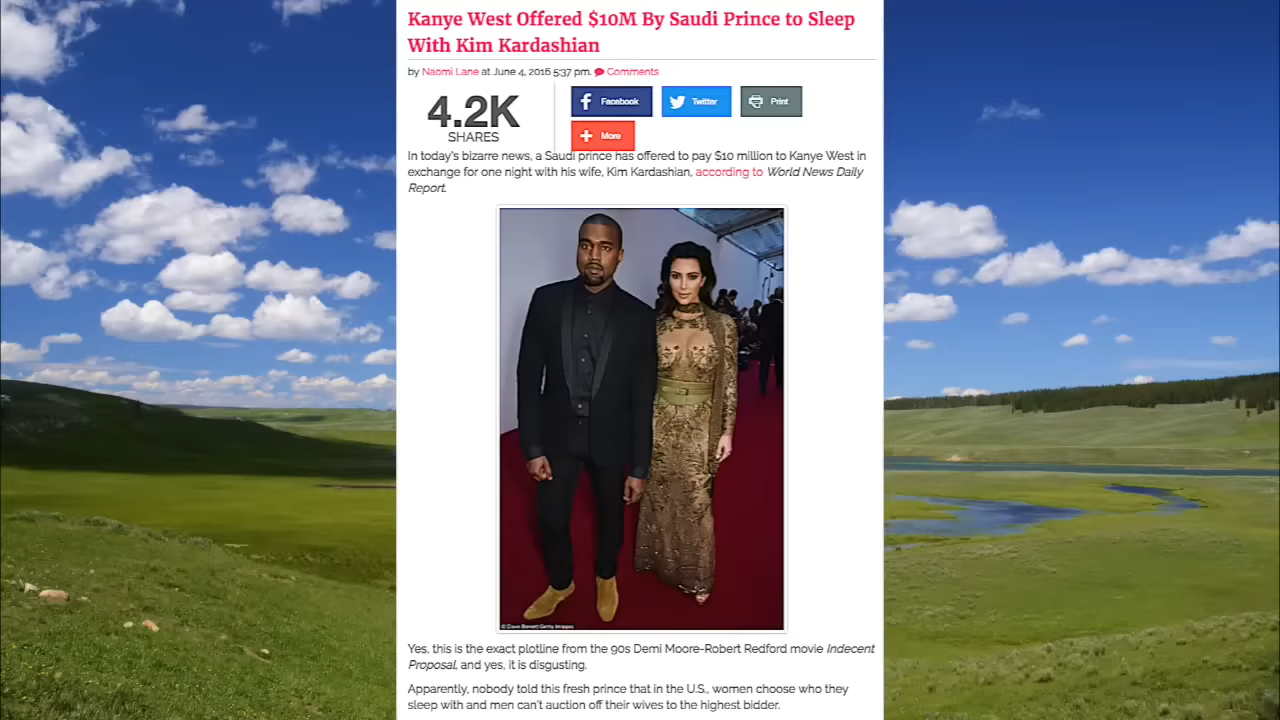 Kanye West Offered $10M By Saudi Prince to Sleep
With Kim Kardashian
by Naomi Lane at June 4, 2016 5:37 pm. Comments
4.2K
SHARES
Facebook
Twitter
Print
More
In today's bizarre news, a Saudi prince has offered to pay $10 million to Kanye West in
exchange for one night with his wife, Kim Kardashian, according to World News Daily
Report.
© Dave Benett/Getty Images
Yes, this is the exact plotline from the 90s Demi Moore-Robert Redford movie Indecent
Proposal, and yes, it is disgusting.
Apparently, nobody told this fresh prince that in the U.S., women choose who they
sleep with and men can't auction off their wives to the highest bidder.